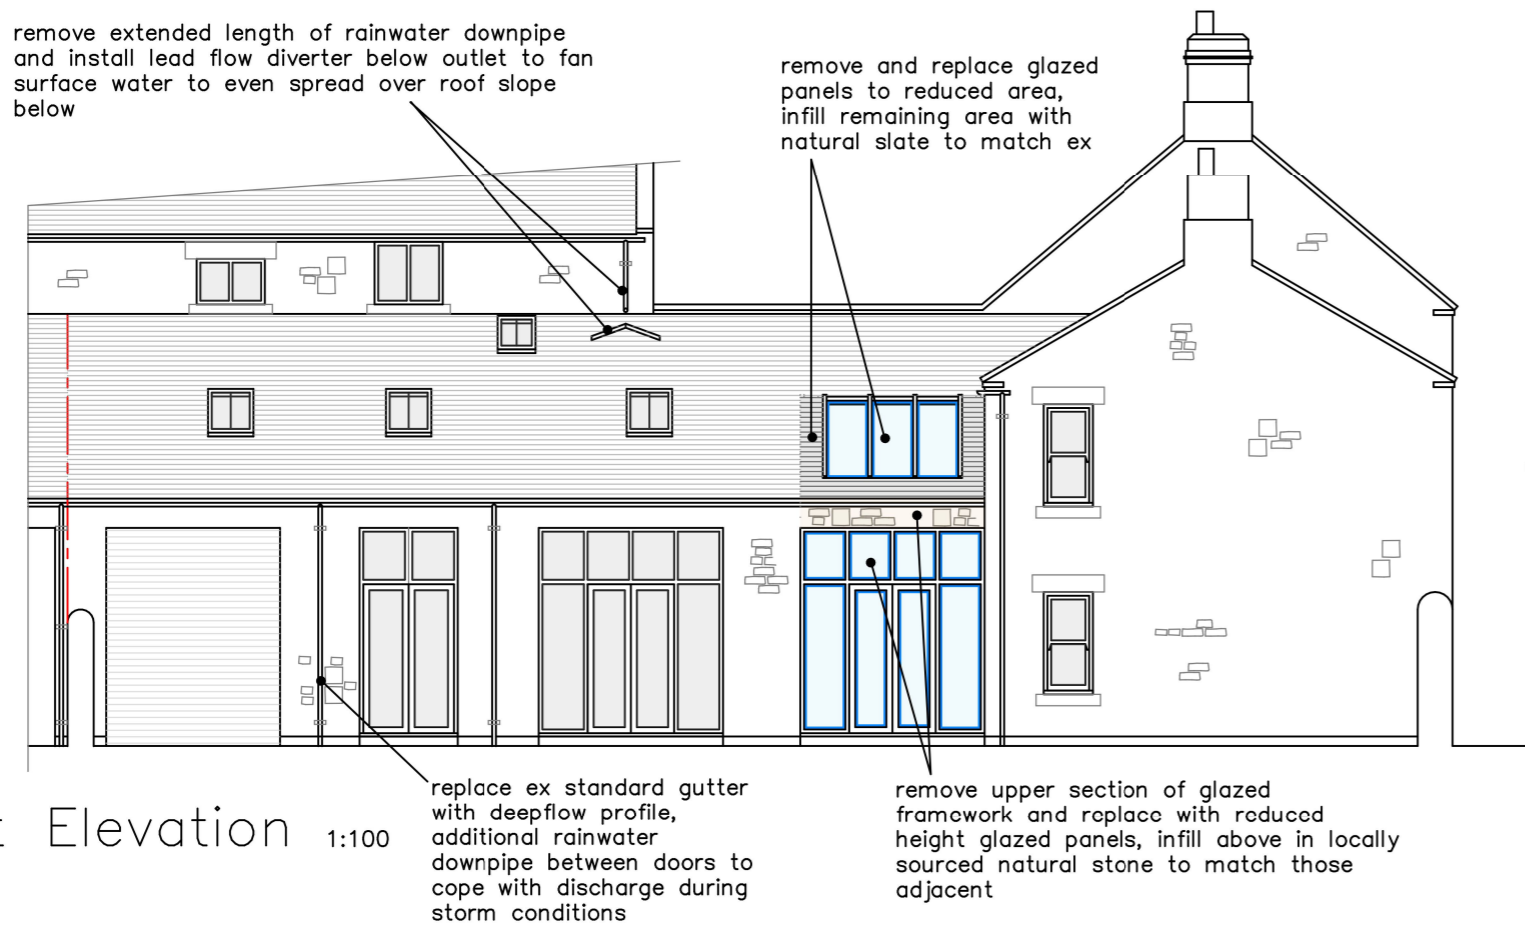 remove extended length of rainwater downpipe
and install lead flow diverter below outlet to fan
surface water to even spread over roof slope
below
remove and replace glazed
panels to reduced area,
infill remaining area with
natural slate to match ex
replace ex standard gutter
with deepflow profile,
additional rainwater
downpipe between doors to
cope with discharge during
storm conditions
remove upper section of glazed
framework and replace with reduced
height glazed panels, infill above in locally
sourced natural stone to match those
adjacent
Elevation 1:100